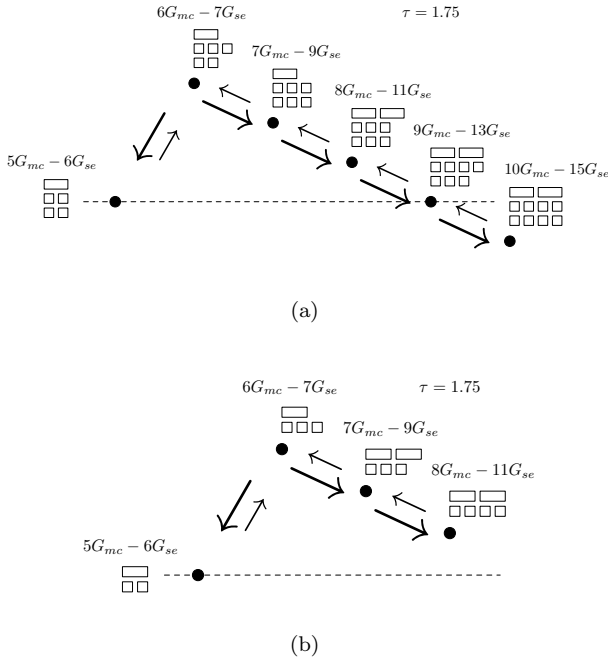 6G_{mc} − 7G_{se}
τ = 1.75
7G_{mc} − 9G_{se}
8G_{mc} − 11G_{se}
9G_{mc} − 13G_{se}
5G_{mc} − 6G_{se}
10G_{mc} − 15G_{se}
(a)
6G_{mc} − 7G_{se}
τ = 1.75
7G_{mc} − 9G_{se}
8G_{mc} − 11G_{se}
5G_{mc} − 6G_{se}
(b)